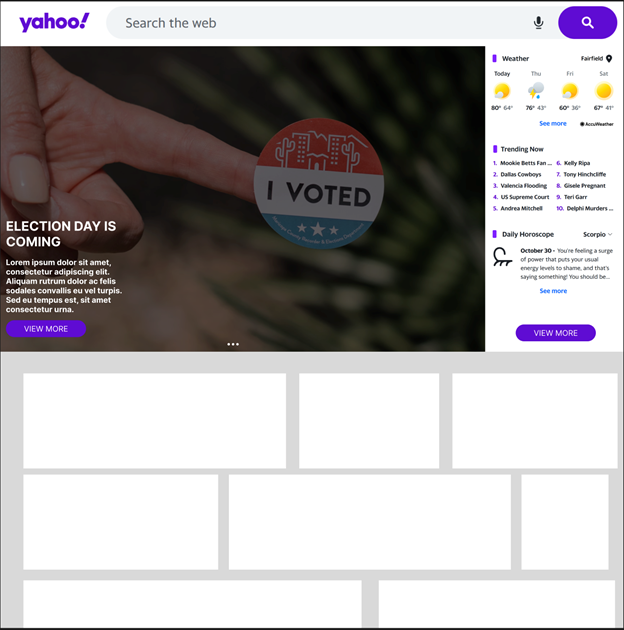 yahoo!
Search the web
I VOTED
ELECTION DAY IS
COMING
Lorem ipsum dolor sit amet,
consectetur adipiscing elit.
Aliquam rutrum dolor ac felis
sodales convallis eu vel turpis.
Sed eu tempus est, sit amet
consectetur urna.
VIEW MORE
Weather
Fairfield
Today Thu Fri Sat
80° 64° 76° 43° 60° 36° 67° 41°
See more
AccuWeather
Trending Now
1. Mookie Betts Fan ...
2. Dallas Cowboys
3. Valencia Flooding
4. US Supreme Court
5. Andrea Mitchell
6. Kelly Ripa
7. Tony Hinchcliffe
8. Gisele Pregnant
9. Teri Garr
10. Delphi Murders ...
Daily Horoscope
Scorpio
October 30 - You're feeling a surge
of power that puts your usual
energy levels to shame, and that's
saying something! You should be...
See more
VIEW MORE